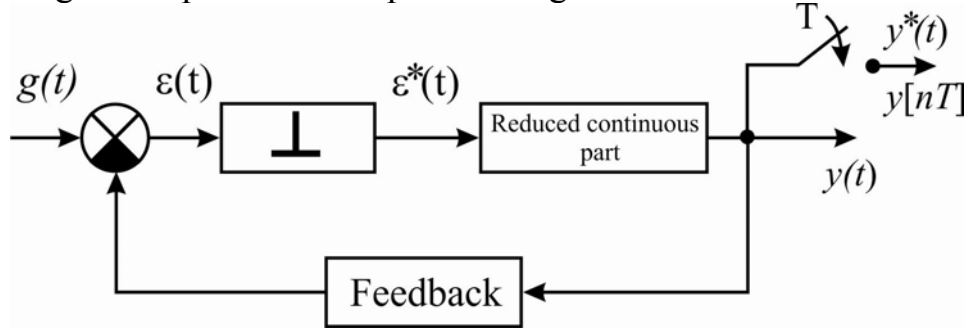 T
y*(t)
g(t)
ε(t)
ε*(t)
y[nT]
Reduced continuous
part
y(t)
Feedback